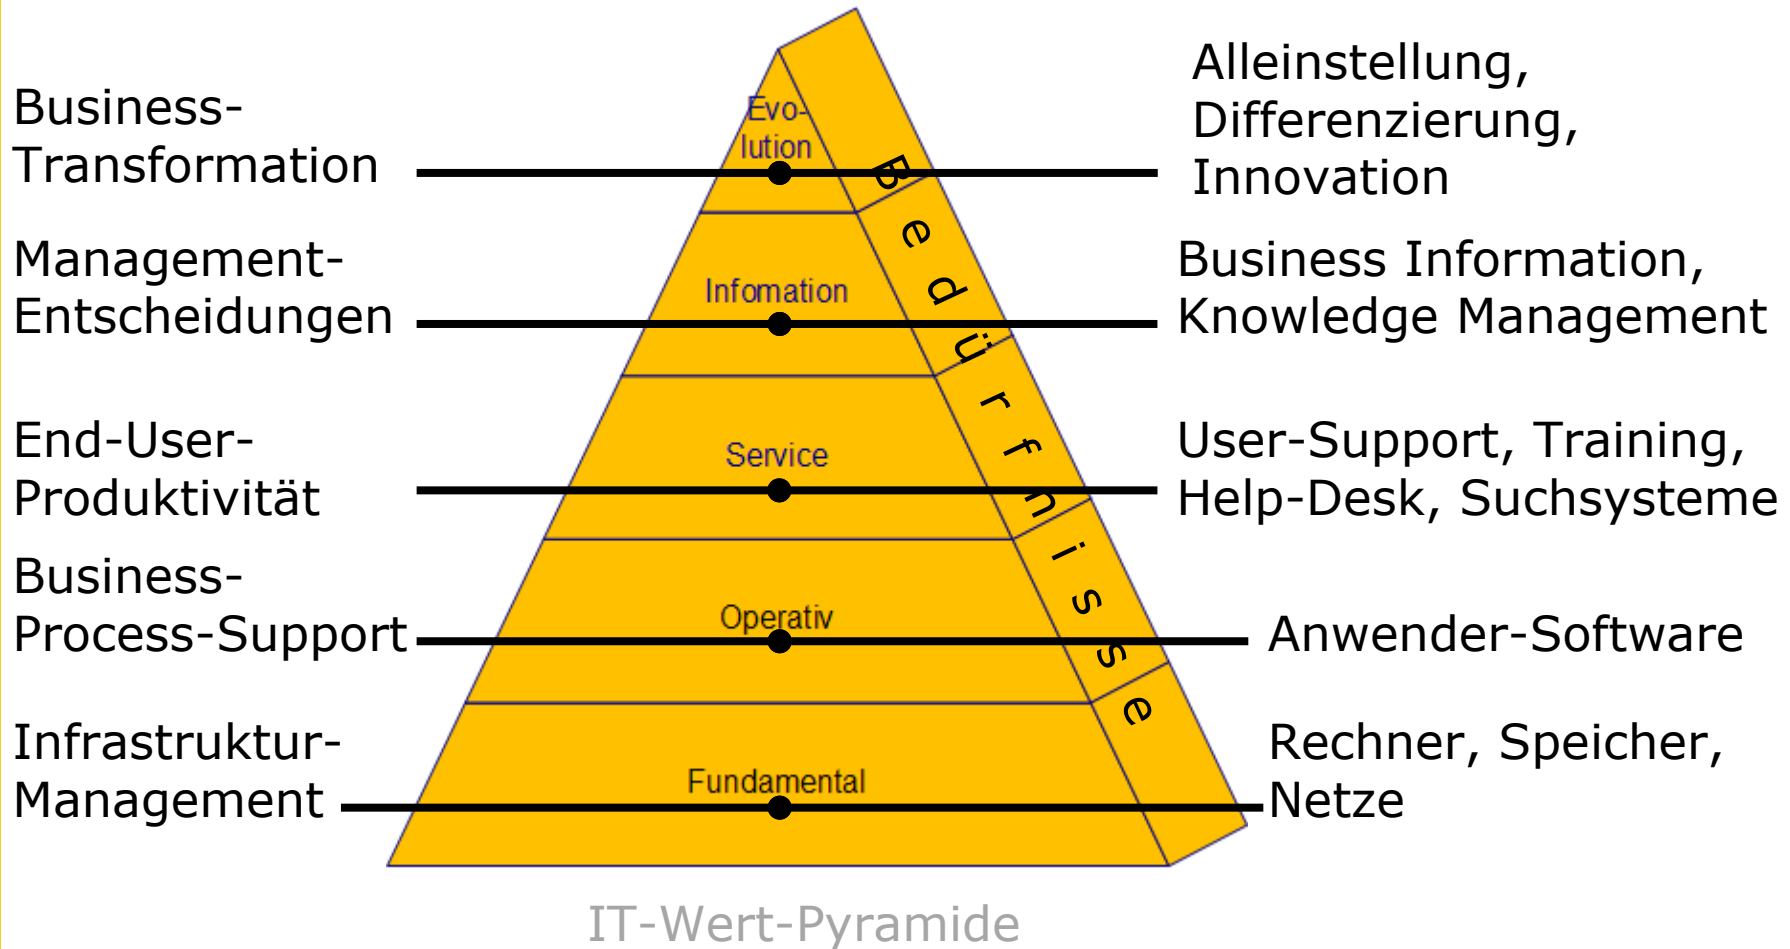 Business-
Transformation
Evo-
lution
Alleinstellung,
Differenzierung,
Innovation
Management-
Entscheidungen
Infomation
Business Information,
Knowledge Management
End-User-
Produktivität
Service
User-Support, Training,
Help-Desk, Suchsysteme
Business-
Process-Support
Operativ
Anwender-Software
Infrastruktur-
Management
Fundamental
Rechner, Speicher,
Netze
Bedürfnisse
IT-Wert-Pyramide